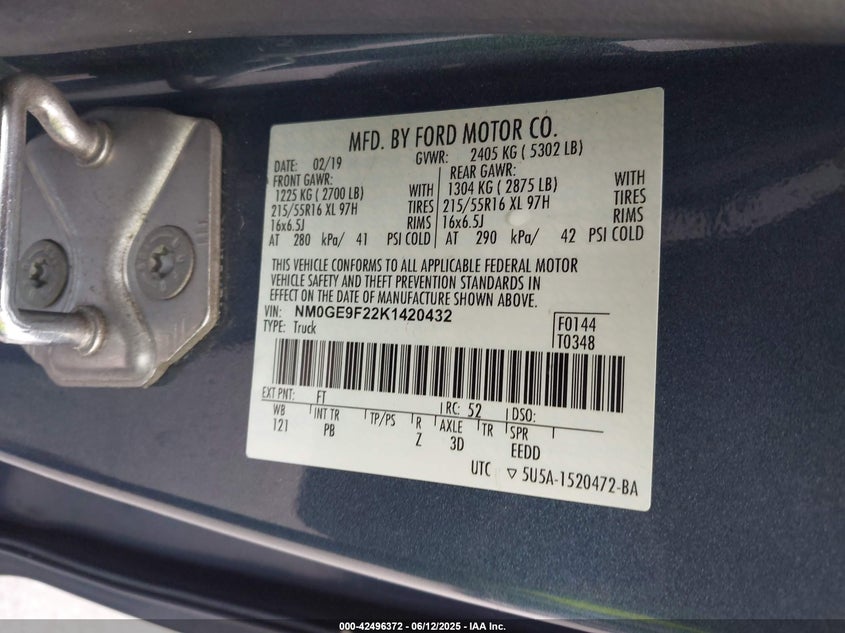 MFD. BY FORD MOTOR CO.
DATE: 02/19 GVWR: 2405 KG ( 5302 LB)
FRONT GAWR: REAR GAWR:
1225 KG ( 2700 LB) WITH 1304 KG ( 2875 LB) WITH
215/55R16 XL 97H TIRES 215/55R16 XL 97H TIRES
16x6.5J RIMS 16x6.5J RIMS
AT 280 kPa/ 41 PSI COLD AT 290 kPa/ 42 PSI COLD
THIS VEHICLE CONFORMS TO ALL APPLICABLE FEDERAL MOTOR
VEHICLE SAFETY AND THEFT PREVENTION STANDARDS IN
EFFECT ON THE DATE OF MANUFACTURE SHOWN ABOVE.
VIN: NM0GE9F22K1420432
TYPE: Truck
F0144
T0348
EXT PNT: FT RC: 52 DSO:
WB INT TR TP/PS R AXLE TR SPR
121 PB Z 3D EEDD
UTC ▽ 5U5A-1520472-BA
000-42496372 - 06/12/2025 - IAA Inc.